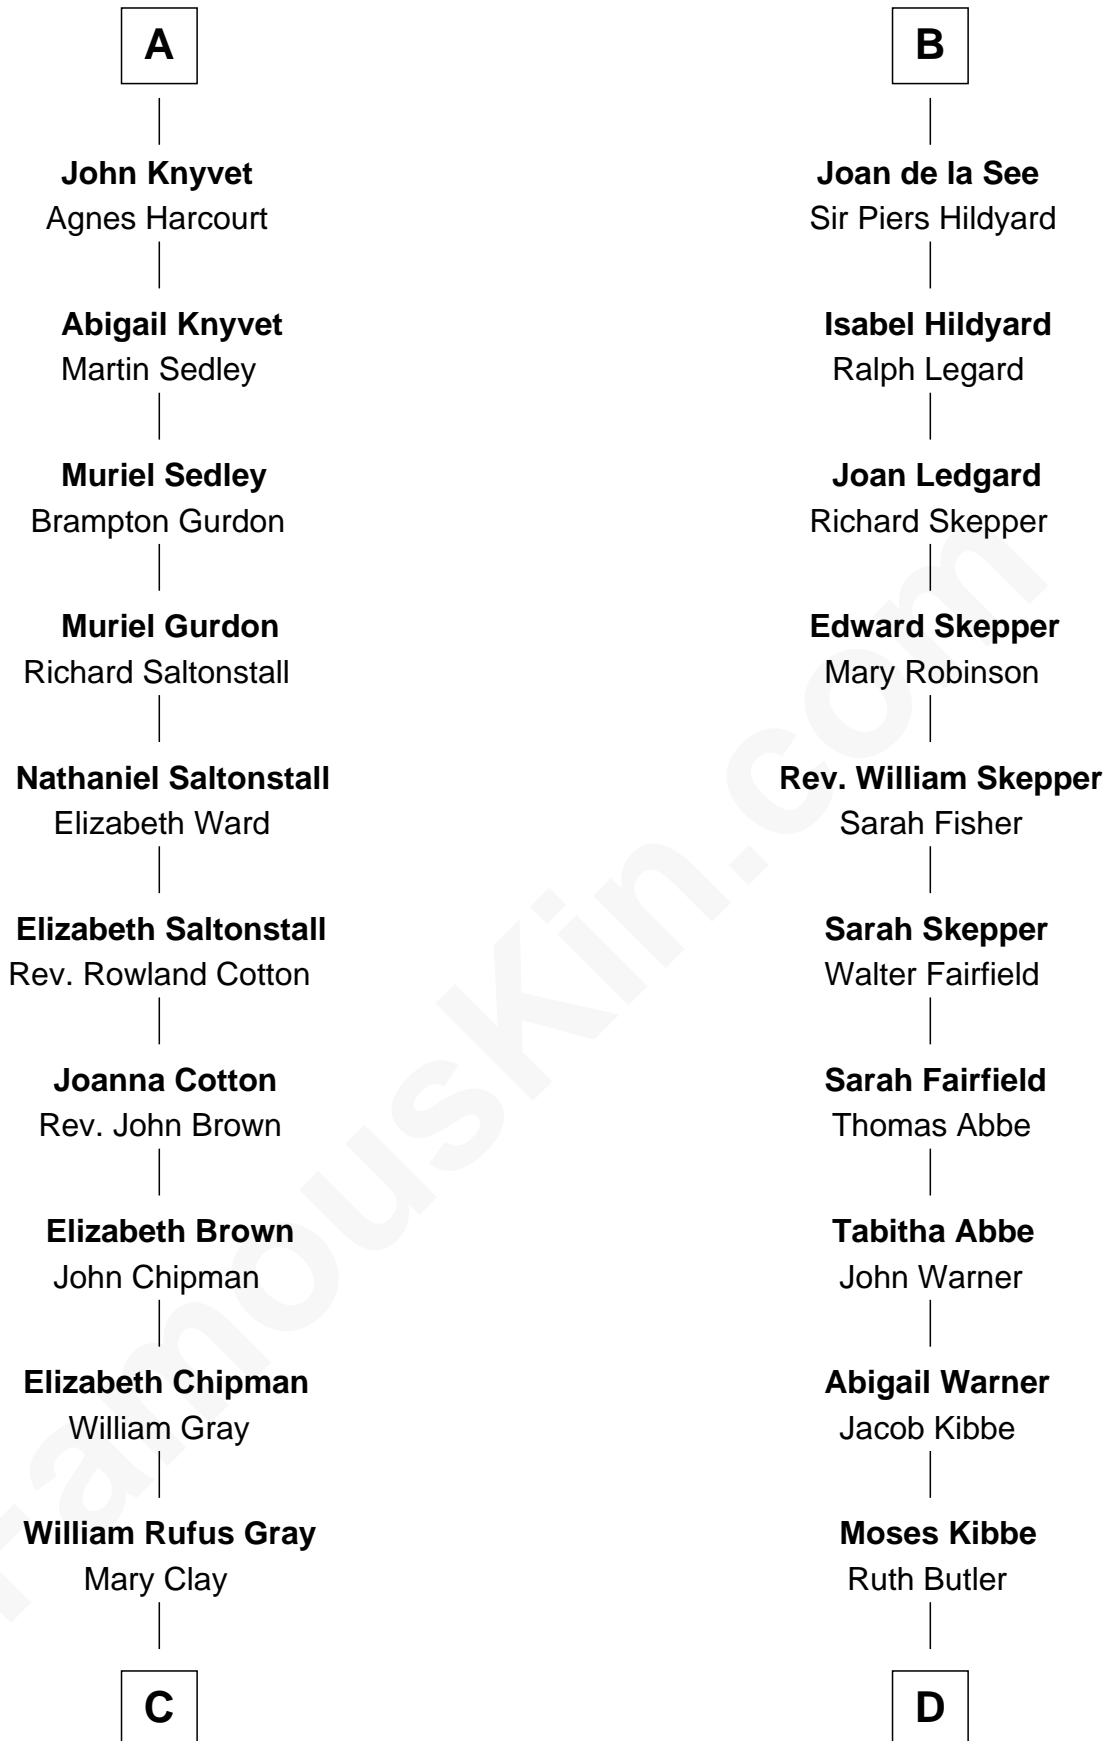 A
John Knyvet
Agnes Harcourt
Abigail Knyvet
Martin Sedley
Muriel Sedley
Brampton Gurdon
Muriel Gurdon
Richard Saltonstall
Nathaniel Saltonstall
Elizabeth Ward
Elizabeth Saltonstall
Rev. Rowland Cotton
Joanna Cotton
Rev. John Brown
Elizabeth Brown
John Chipman
Elizabeth Chipman
William Gray
William Rufus Gray
Mary Clay
C
B
Joan de la See
Sir Piers Hildyard
Isabel Hildyard
Ralph Legard
Joan Ledgard
Richard Skepper
Edward Skepper
Mary Robinson
Rev. William Skepper
Sarah Fisher
Sarah Skepper
Walter Fairfield
Sarah Fairfield
Thomas Abbe
Tabitha Abbe
John Warner
Abigail Warner
Jacob Kibbe
Moses Kibbe
Ruth Butler
D
FamousKin.com